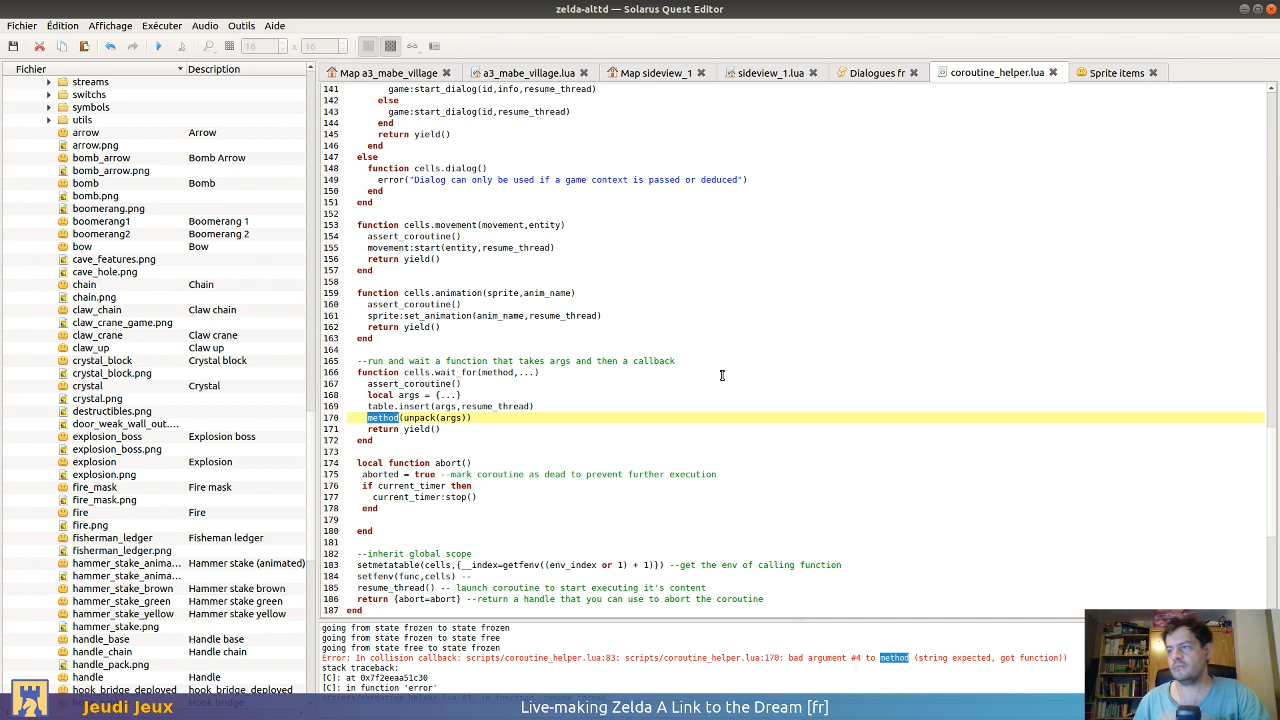 zelda-alttd — Solarus Quest Editor
Fichier Édition Affichage Exécuter Audio Outils Aide
16 x 16
Fichier Description
Map a3_mabe_village a3_mabe_village.lua Map sideview_1 sideview_1.lua Dialogues fr coroutine_helper.lua Sprite items
streams
switchs
symbols
utils
arrow Arrow
arrow.png
bomb_arrow Bomb Arrow
bomb_arrow.png
bomb Bomb
bomb.png
boomerang.png
boomerang1 Boomerang 1
boomerang2 Boomerang 2
bow Bow
cave_features.png
cave_hole.png
chain Chain
chain.png
claw_chain Claw chain
claw_crane_game.png
claw_crane Claw crane
claw_up Claw up
crystal_block Crystal block
crystal_block.png
crystal Crystal
crystal.png
destructibles.png
door_weak_wall_out....
explosion_boss Explosion boss
explosion_boss.png
explosion Explosion
explosion.png
fire_mask Fire mask
fire_mask.png
fire Fire
fire.png
fisherman_ledger Fisheman ledger
fisherman_ledger.png
hammer_stake_anima... Hammer stake (animated)
hammer_stake_anima...
hammer_stake_brown Hammer stake brown
hammer_stake_green Hammer stake green
hammer_stake_yellow Hammer stake yellow
hammer_stake.png
handle_base Handle base
handle_chain Handle chain
handle_pack.png
handle Handle
hook_bridge_deployed Hook bridge
141 game:start_dialog(id,info,resume_thread)
142 else
143 game:start_dialog(id,resume_thread)
144 end
145 return yield()
146 end
147 else
148 function cells.dialog()
149 error("Dialog can only be used if a game context is passed or deduced")
150 end
151 end
152
153 function cells.movement(movement,entity)
154 assert_coroutine()
155 movement:start(entity,resume_thread)
156 return yield()
157 end
158
159 function cells.animation(sprite,anim_name)
160 assert_coroutine()
161 sprite:set_animation(anim_name,resume_thread)
162 return yield()
163 end
164
165 --run and wait a function that takes args and then a callback
166 function cells.wait_for(method,...)
167 assert_coroutine()
168 local args = {...}
169 table.insert(args,resume_thread)
170 method(unpack(args))
171 return yield()
172 end
173
174 local function abort()
175 aborted = true --mark coroutine as dead to prevent further execution
176 if current_timer then
177 current_timer:stop()
178 end
179
180 end
181
182 --inherit global scope
183 setmetatable(cells,{__index=getfenv((env_index or 1) + 1)}) --get the env of calling function
184 setfenv(func,cells) --
185 resume_thread() -- launch coroutine to start executing it's content
186 return {abort=abort} --return a handle that you can use to abort the coroutine
187 end
going from state frozen to state frozen
going from state frozen to state free
going from state free to state frozen
Error: In collision callback: scripts/coroutine_helper.lua:83: scripts/coroutine_helper.lua:170: bad argument #4 to method (string expected, got function))
stack traceback:
[C]: at 0x7f2eeaa51c30
[C]: in function 'error'
Jeudi Jeux
Live-making Zelda A Link to the Dream [fr]